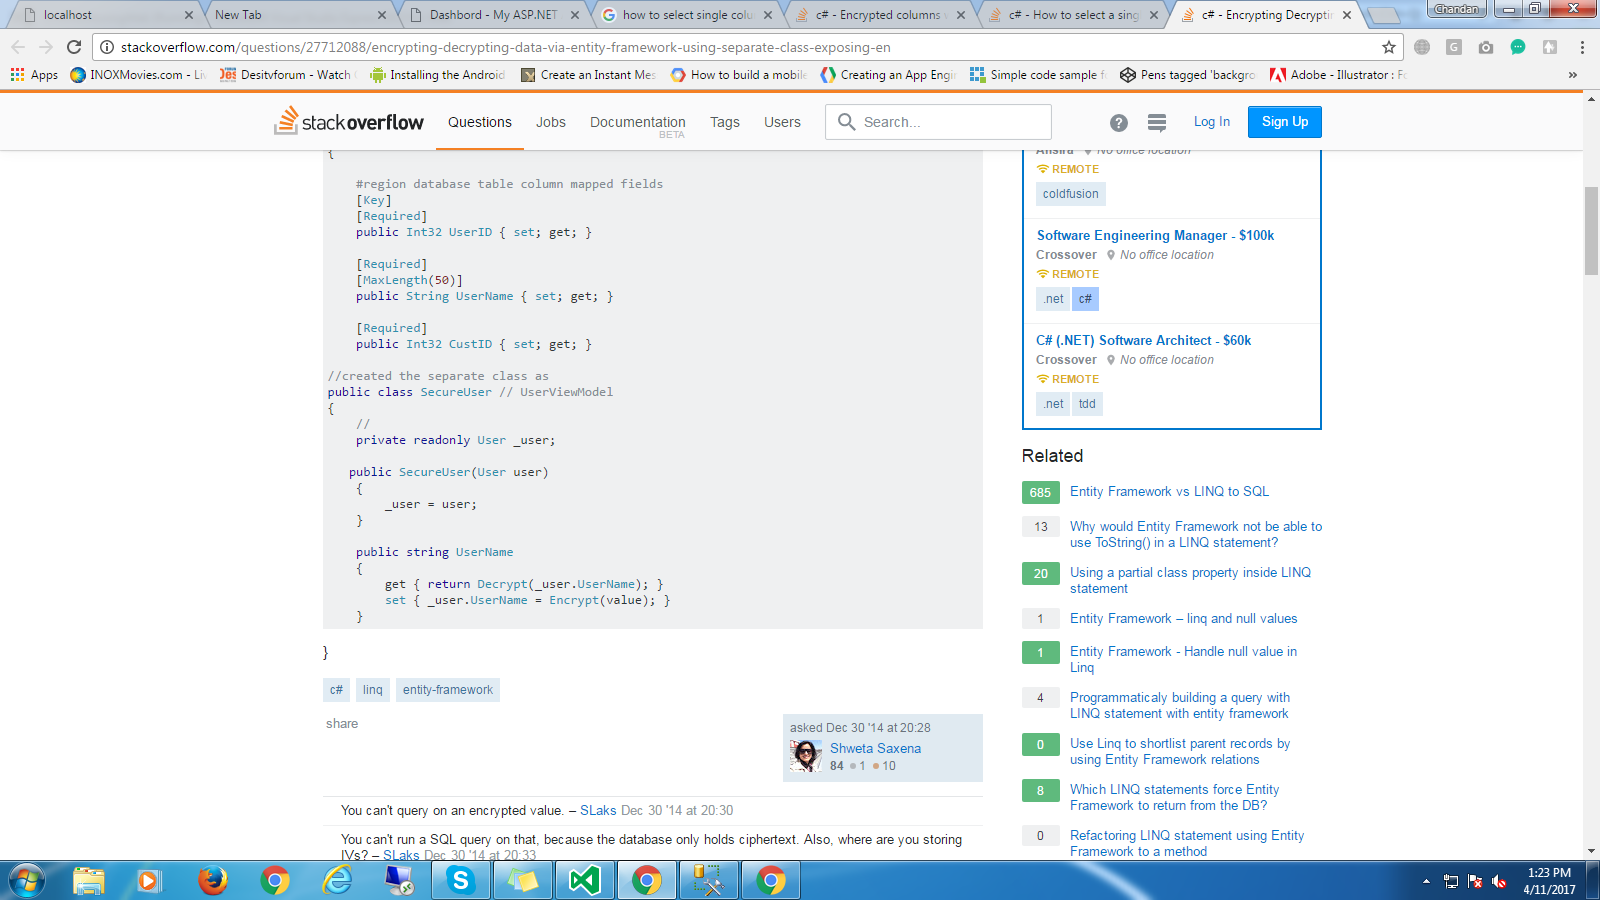 localhost
New Tab
Dashbord - My ASP.NET
how to select single colu
c# - Encrypted columns
c# - How to select a sing
c# - Encrypting Decryptin
Chandan
stackoverflow.com/questions/27712088/encrypting-decrypting-data-via-entity-framework-using-separate-class-exposing-en
Apps
INOXMovies.com - Liv
Desitvforum - Watch
Installing the Android
Create an Instant Mes
How to build a mobile
Creating an App Engi
Simple code sample f
Pens tagged 'backgro
Adobe - Illustrator : Fo
»
stackoverflow
Questions
Jobs
Documentation
BETA
Tags
Users
Search...
Log In
Sign Up
{
#region database table column mapped fields
[Key]
[Required]
public Int32 UserID { set; get; }
[Required]
[MaxLength(50)]
public String UserName { set; get; }
[Required]
public Int32 CustID { set; get; }
//created the separate class as
public class SecureUser // UserViewModel
{
//
private readonly User _user;
public SecureUser(User user)
{
_user = user;
}
public string UserName
{
get { return Decrypt(_user.UserName); }
set { _user.UserName = Encrypt(value); }
}
}
c# linq entity-framework
share
asked Dec 30 '14 at 20:28
Shweta Saxena
84 1 10
You can't query on an encrypted value. – SLaks Dec 30 '14 at 20:30
You can't run a SQL query on that, because the database only holds ciphertext. Also, where are you storing
IVs? – SLaks Dec 30 '14 at 20:33
Ansira No office location
REMOTE
coldfusion
Software Engineering Manager - $100k
Crossover No office location
REMOTE
.net c#
C# (.NET) Software Architect - $60k
Crossover No office location
REMOTE
.net tdd
Related
685 Entity Framework vs LINQ to SQL
13 Why would Entity Framework not be able to
use ToString() in a LINQ statement?
20 Using a partial class property inside LINQ
statement
1 Entity Framework – linq and null values
1 Entity Framework - Handle null value in
Linq
4 Programmaticaly building a query with
LINQ statement with entity framework
0 Use Linq to shortlist parent records by
using Entity Framework relations
8 Which LINQ statements force Entity
Framework to return from the DB?
0 Refactoring LINQ statement using Entity
Framework to a method
1:23 PM
4/11/2017